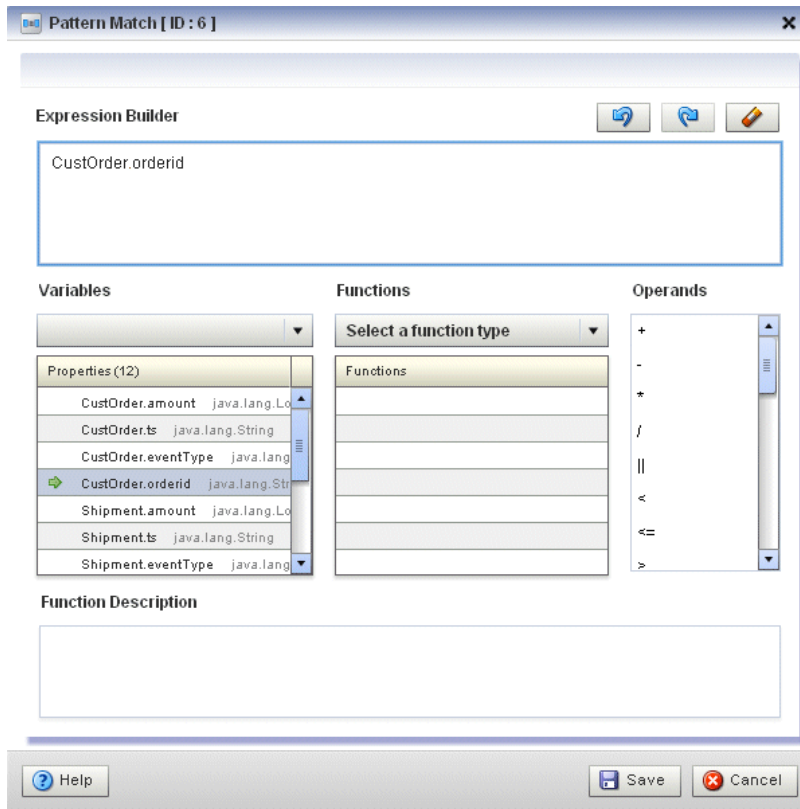 Pattern Match [ ID : 6 ]
Expression Builder
CustOrder.orderid
Variables Functions Operands
Select a function type
Properties (12) Functions
CustOrder.amount java.lang.Lo
CustOrder.ts java.lang.String
CustOrder.eventType java.lang
CustOrder.orderid java.lang.Str
Shipment.amount java.lang.Lo
Shipment.ts java.lang.String
Shipment.eventType java.lang
+
-
*
/
||
<
<=
>
Function Description
Help Save Cancel